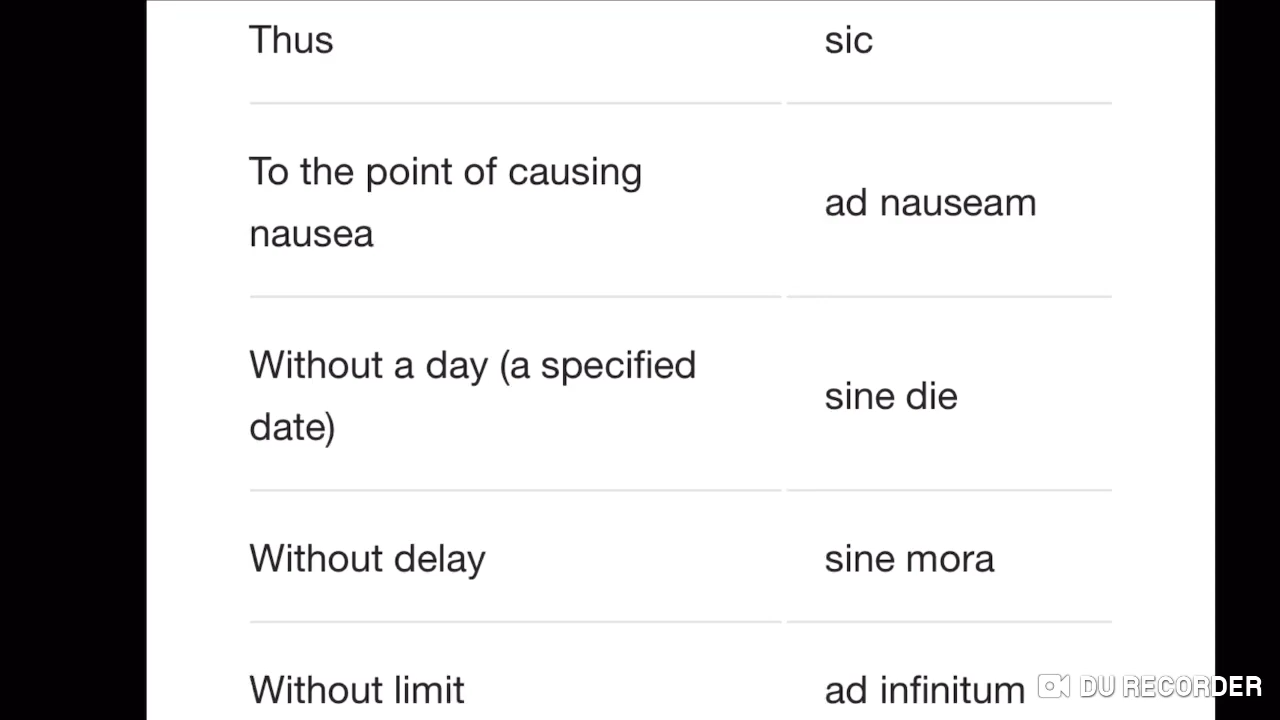 Thus sic
To the point of causing
nausea
ad nauseam
Without a day (a specified
date)
sine die
Without delay sine mora
Without limit ad infinitum
DU RECORDER